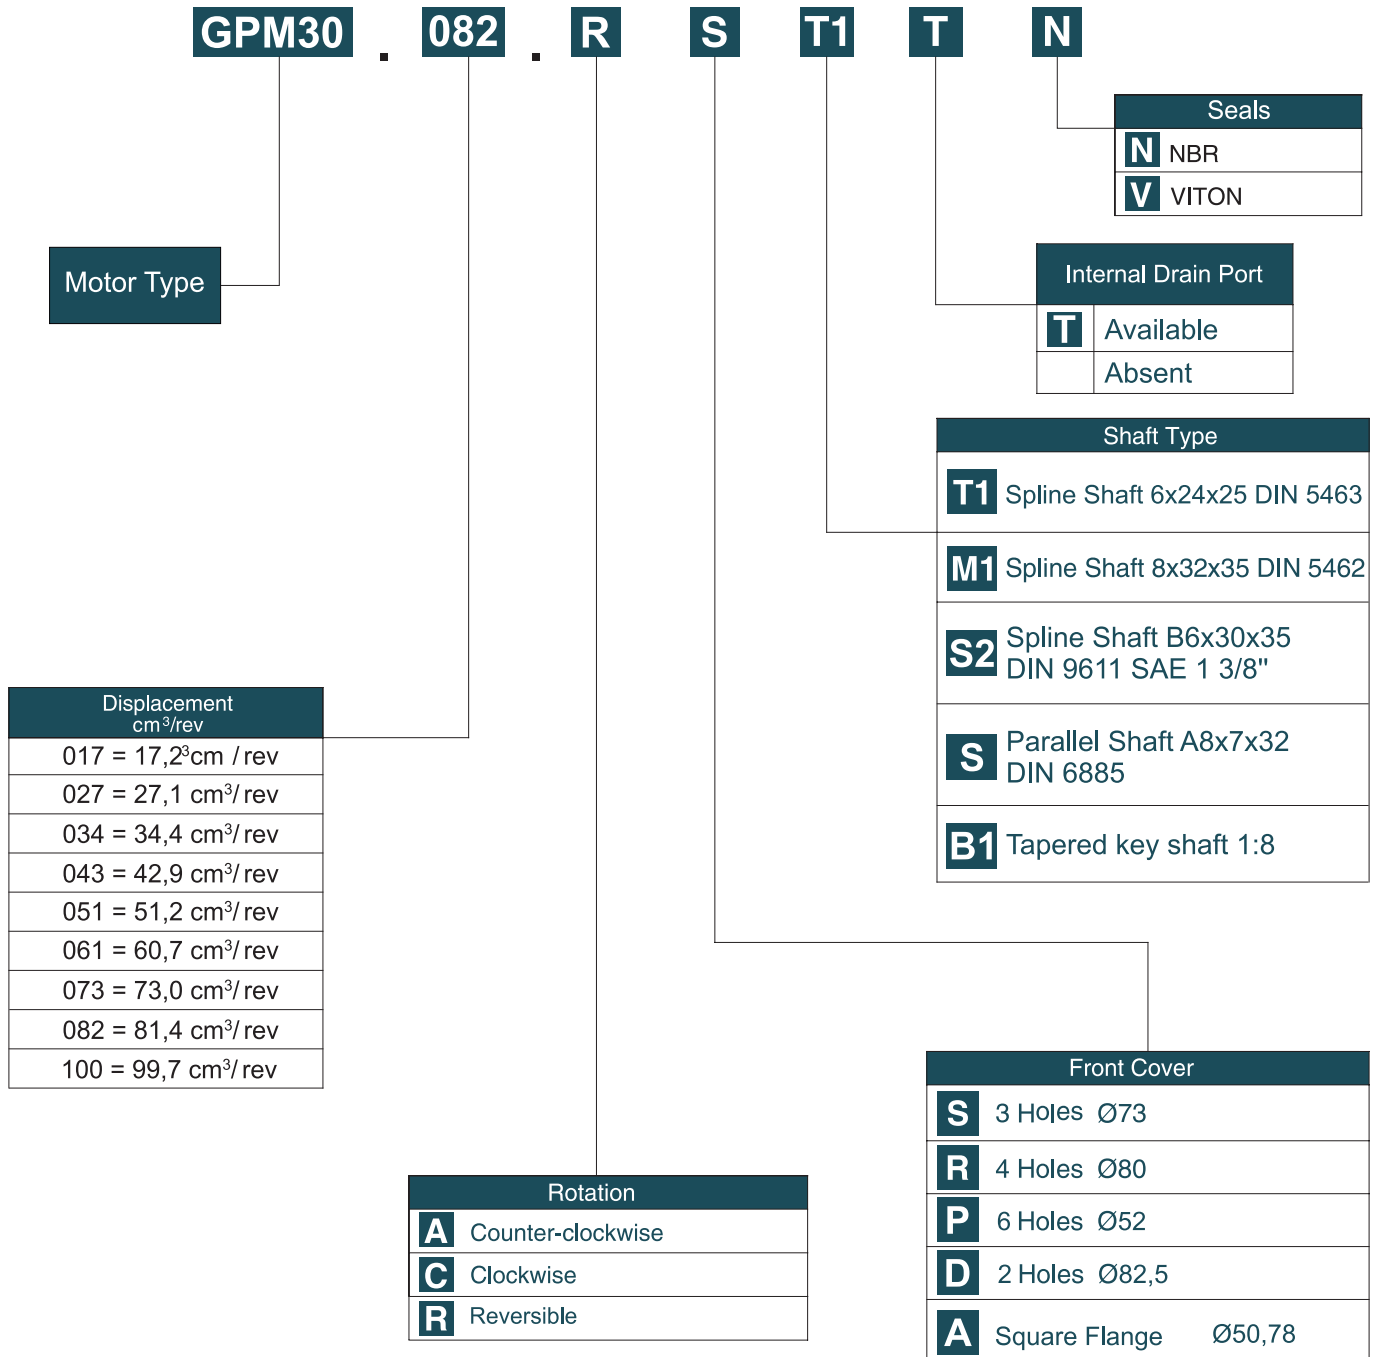 GPM30 . 082 . R S T1 T N
Seals
N NBR
V VITON
Motor Type
Internal Drain Port
T Available
Absent
Shaft Type
T1 Spline Shaft 6x24x25 DIN 5463
M1 Spline Shaft 8x32x35 DIN 5462
S2 Spline Shaft B6x30x35
DIN 9611 SAE 1 3/8"
S Parallel Shaft A8x7x32
DIN 6885
B1 Tapered key shaft 1:8
Displacement
cm³/rev
017 = 17,2³cm / rev
027 = 27,1 cm³/ rev
034 = 34,4 cm³/ rev
043 = 42,9 cm³/ rev
051 = 51,2 cm³/ rev
061 = 60,7 cm³/ rev
073 = 73,0 cm³/ rev
082 = 81,4 cm³/ rev
100 = 99,7 cm³/ rev
Front Cover
S 3 Holes Ø73
R 4 Holes Ø80
P 6 Holes Ø52
D 2 Holes Ø82,5
A Square Flange Ø50,78
Rotation
A Counter-clockwise
C Clockwise
R Reversible